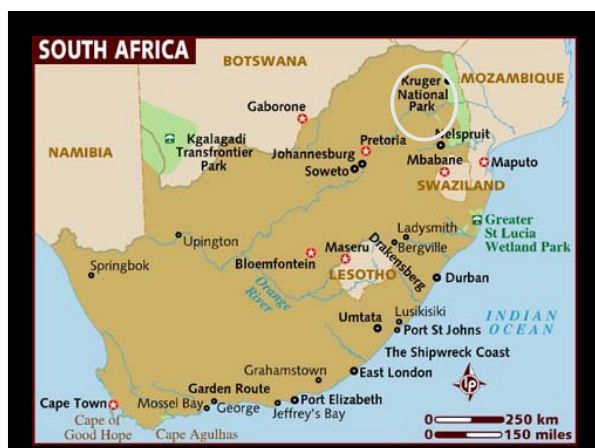 SOUTH AFRICA
BOTSWANA
Kruger
National
Park
MOZAMBIQUE
Gaborone
Kgalagadi
Transfrontier
Park
Pretoria
Nelspruit
NAMIBIA
Johannesburg
Soweto
Mbabane
Maputo
SWAZILAND
Greater
St Lucia
Wetland Park
Ladysmith
Upington
Maseru
Drakensberg
Bergville
Springbok
Bloemfontein
LESOTHO
Durban
Orange
River
Lusikisiki
INDIAN
OCEAN
Umtata
Port St Johns
The Shipwreck Coast
Grahamstown
East London
Garden Route
Cape Town
Mossel Bay
George
Port Elizabeth
Jeffrey's Bay
Cape of
Good Hope
Cape Agulhas
LP
0
250 km
0
150 miles